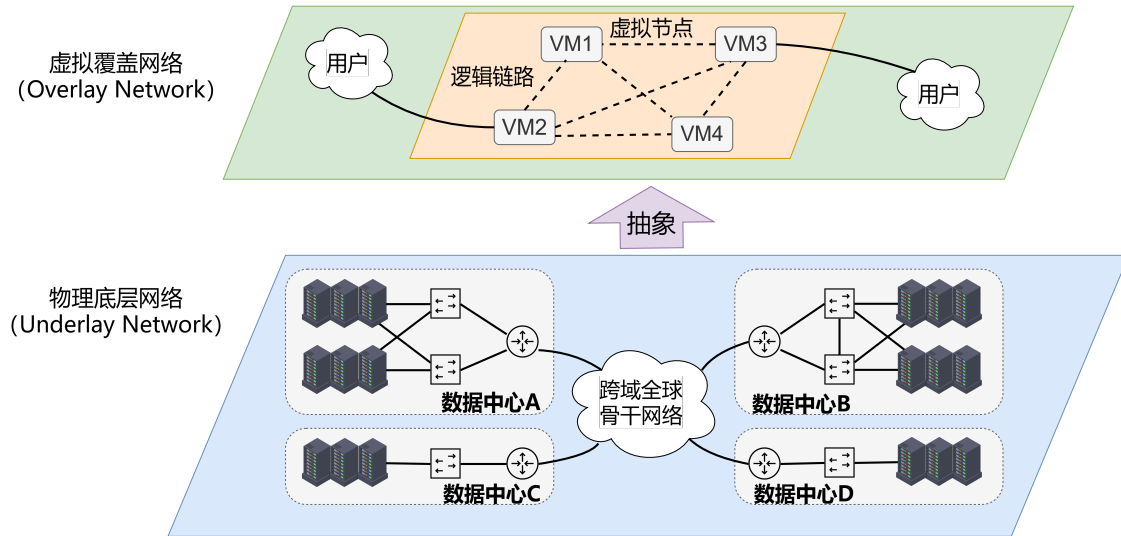 虚拟覆盖网络
（Overlay Network）
用户
VM1
虚拟节点
VM3
逻辑链路
VM2
VM4
用户
抽象
物理底层网络
（Underlay Network）
数据中心A
跨域全球
骨干网络
数据中心B
数据中心C
数据中心D